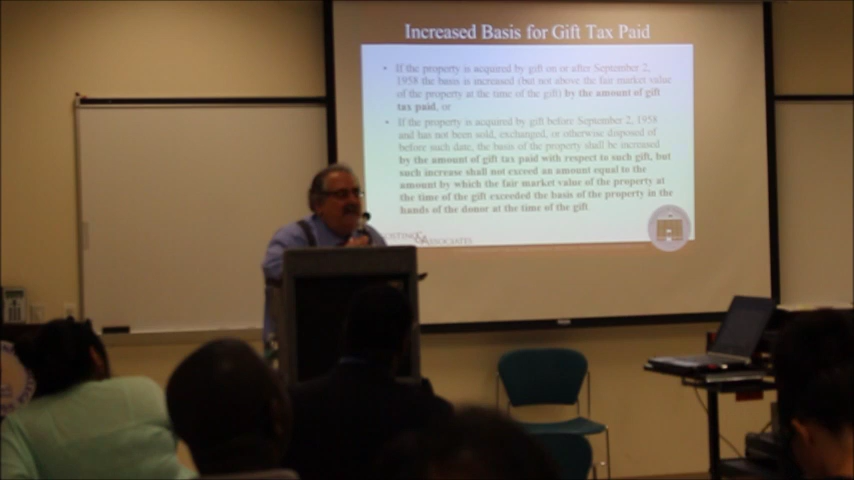 Increased Basis for Gift Tax Paid
• If the property is acquired by gift on or after September 2,
1958 the basis is increased (but not above the fair market value
of the property at the time of the gift) by the amount of gift
tax paid, or
• If the property is acquired by gift before September 2, 1958
and has not been sold, exchanged, or otherwise disposed of
before such date, the basis of the property shall be increased
by the amount of gift tax paid with respect to such gift, but
such increase shall not exceed an amount equal to the
amount by which the fair market value of the property at
the time of the gift exceeded the basis of the property in the
hands of the donor at the time of the gift
& ASSOCIATES